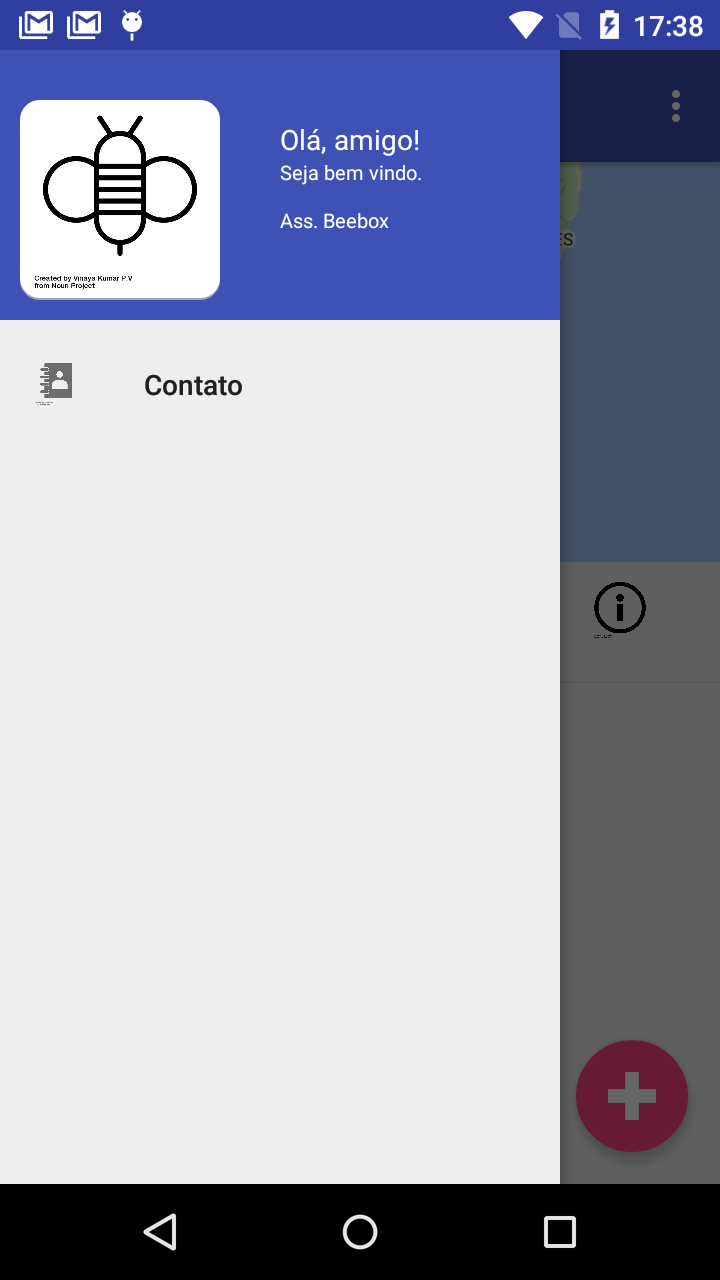 17:38
Olá, amigo!
Seja bem vindo.
Ass. Beebox
Created by Vinaya Kumar P.V
from Noun Project
ES
Contato